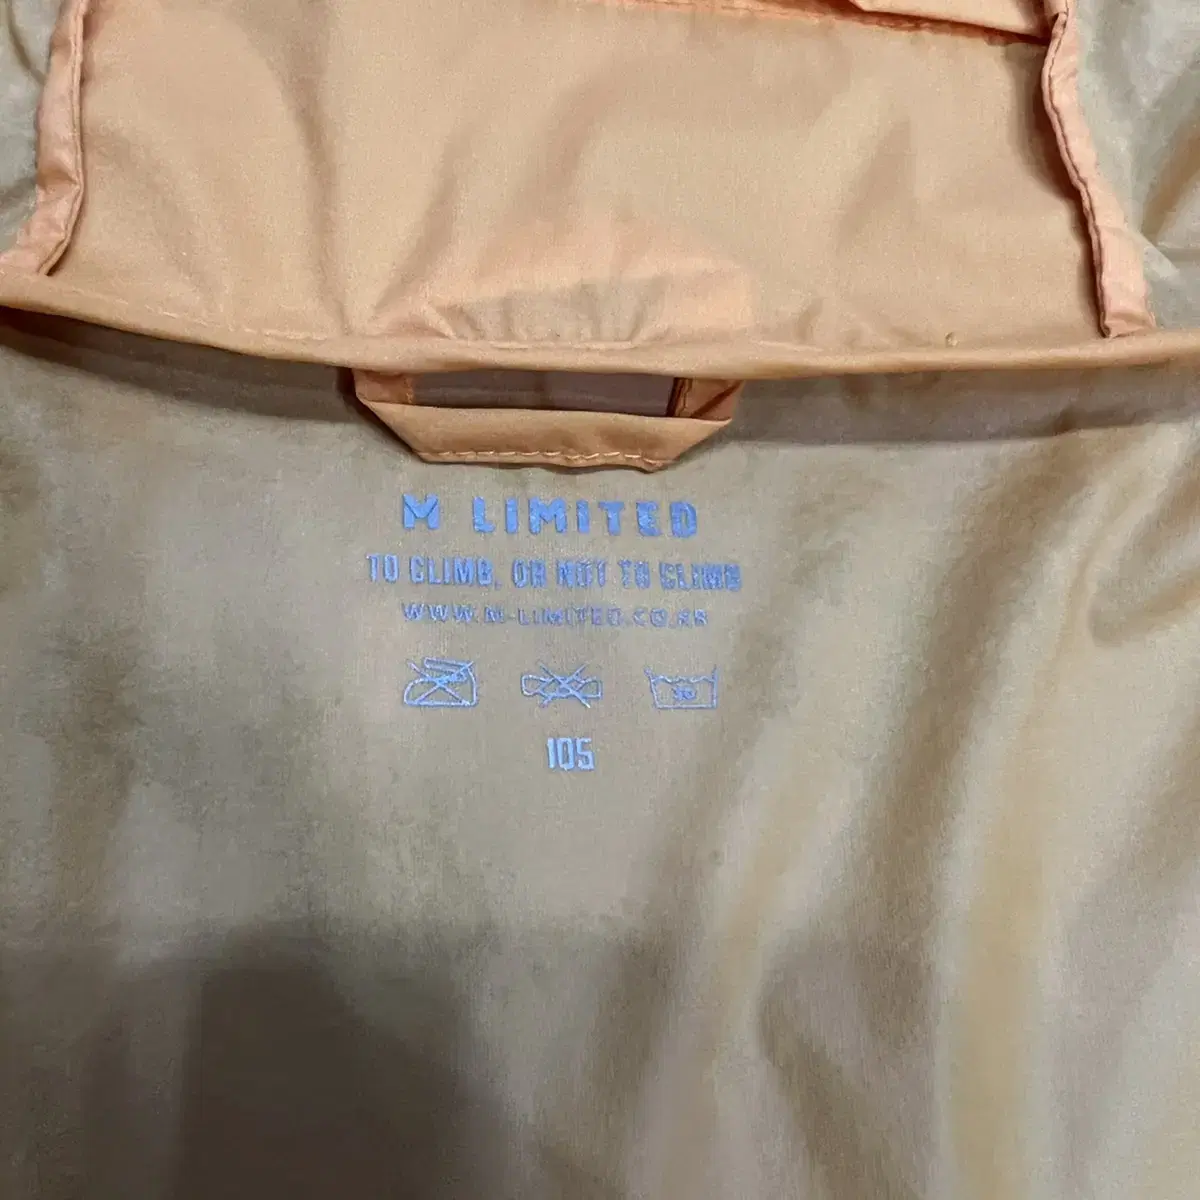 M LIMITED
TO CLIMB, OR NOT TO CLIMB
WWW.M-LIMITED.CO.KR
105